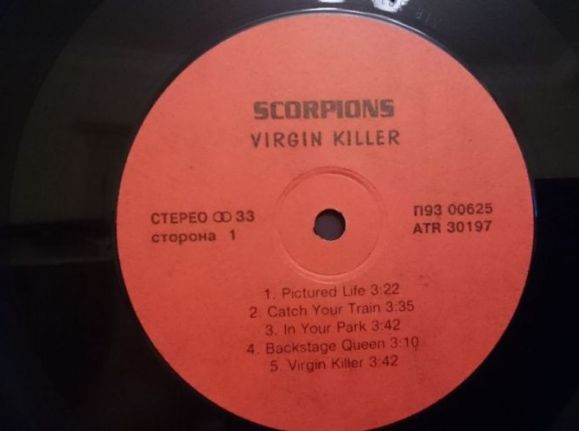 SCORPIONS
VIRGIN KILLER
СТЕРЕО ꝏ 33
сторона 1
П93 00625
ATR 30197
1. Pictured Life 3:22
2. Catch Your Train 3:35
3. In Your Park 3:42
4. Backstage Queen 3:10
5. Virgin Killer 3:42